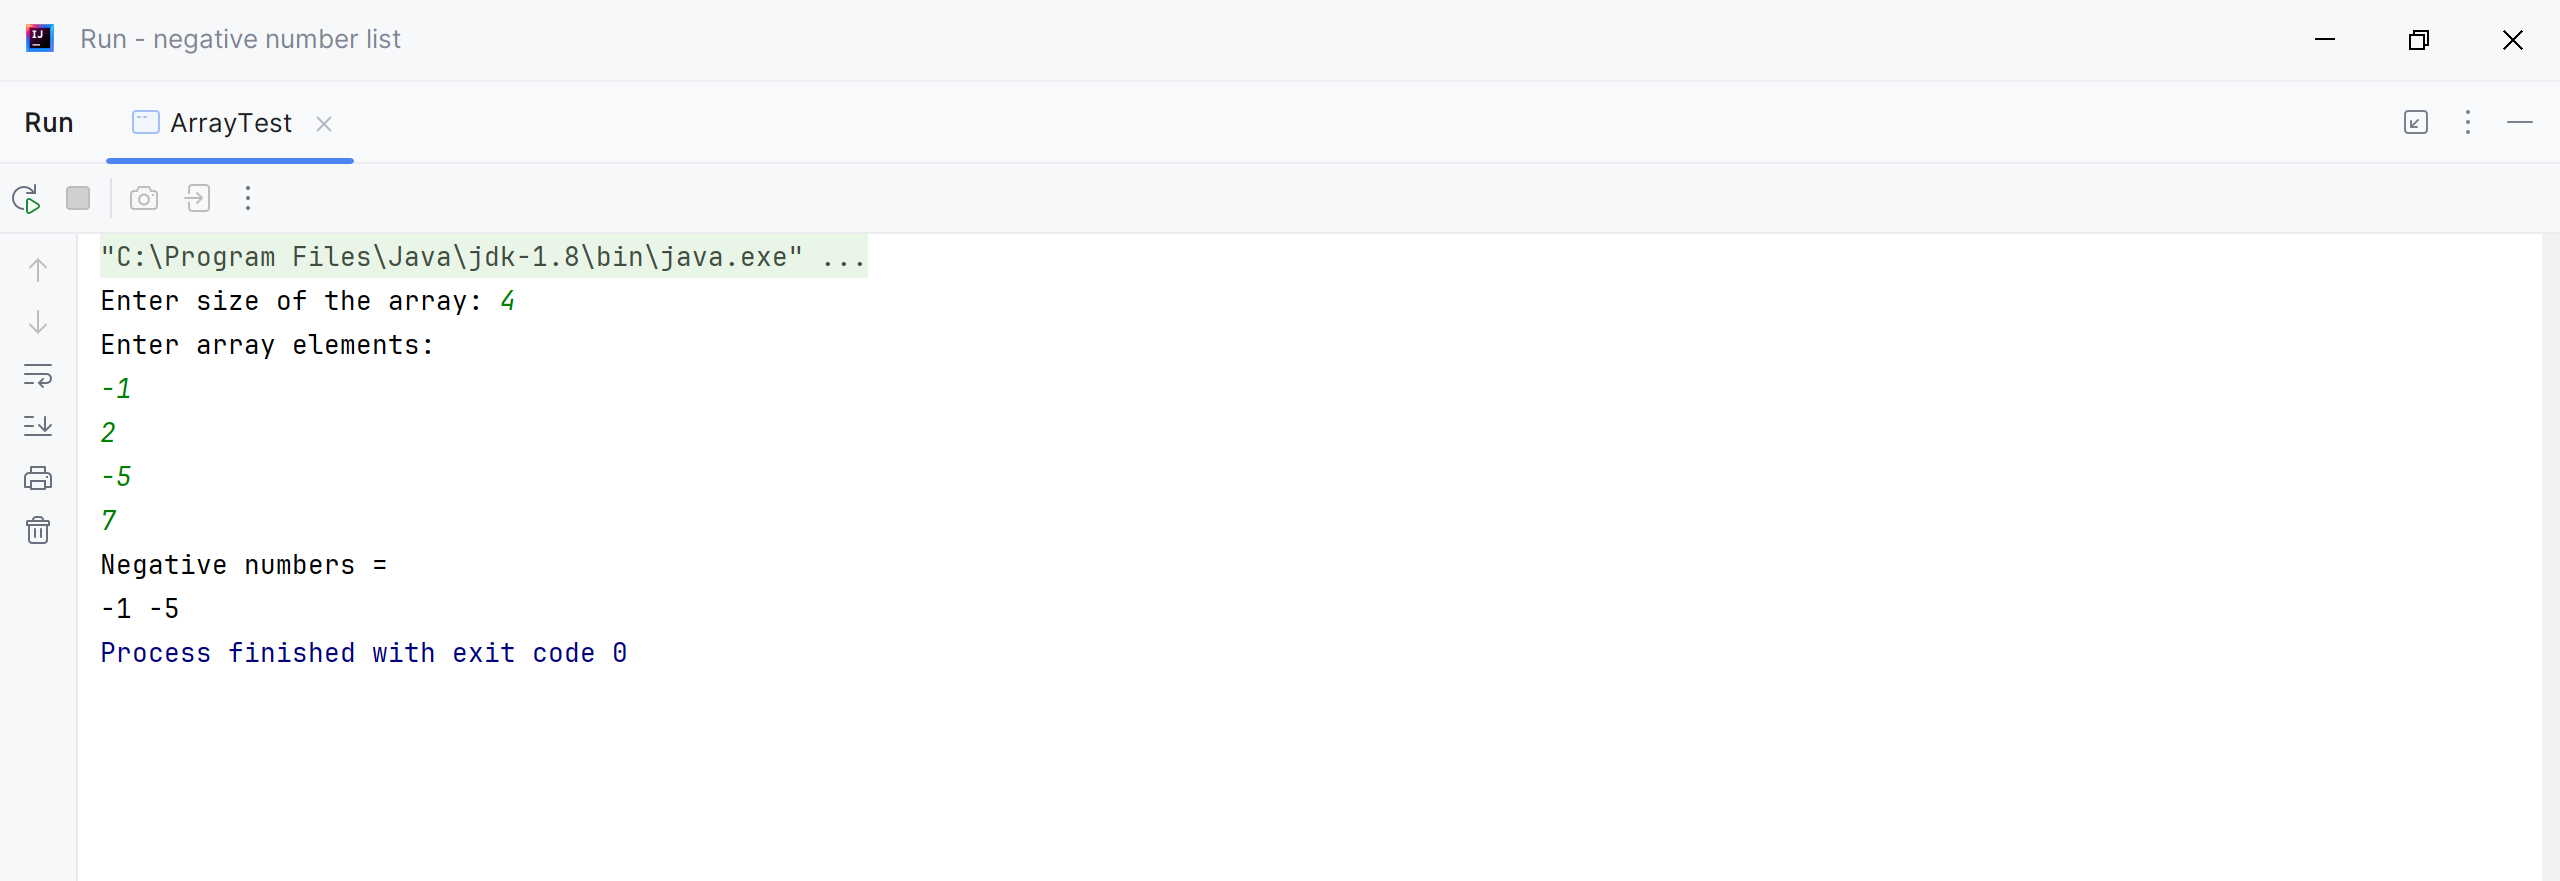 IJ
Run - negative number list
Run
ArrayTest
"C:\Program Files\Java\jdk-1.8\bin\java.exe" ...
Enter size of the array: 4
Enter array elements:
-1
2
-5
7
Negative numbers =
-1 -5
Process finished with exit code 0